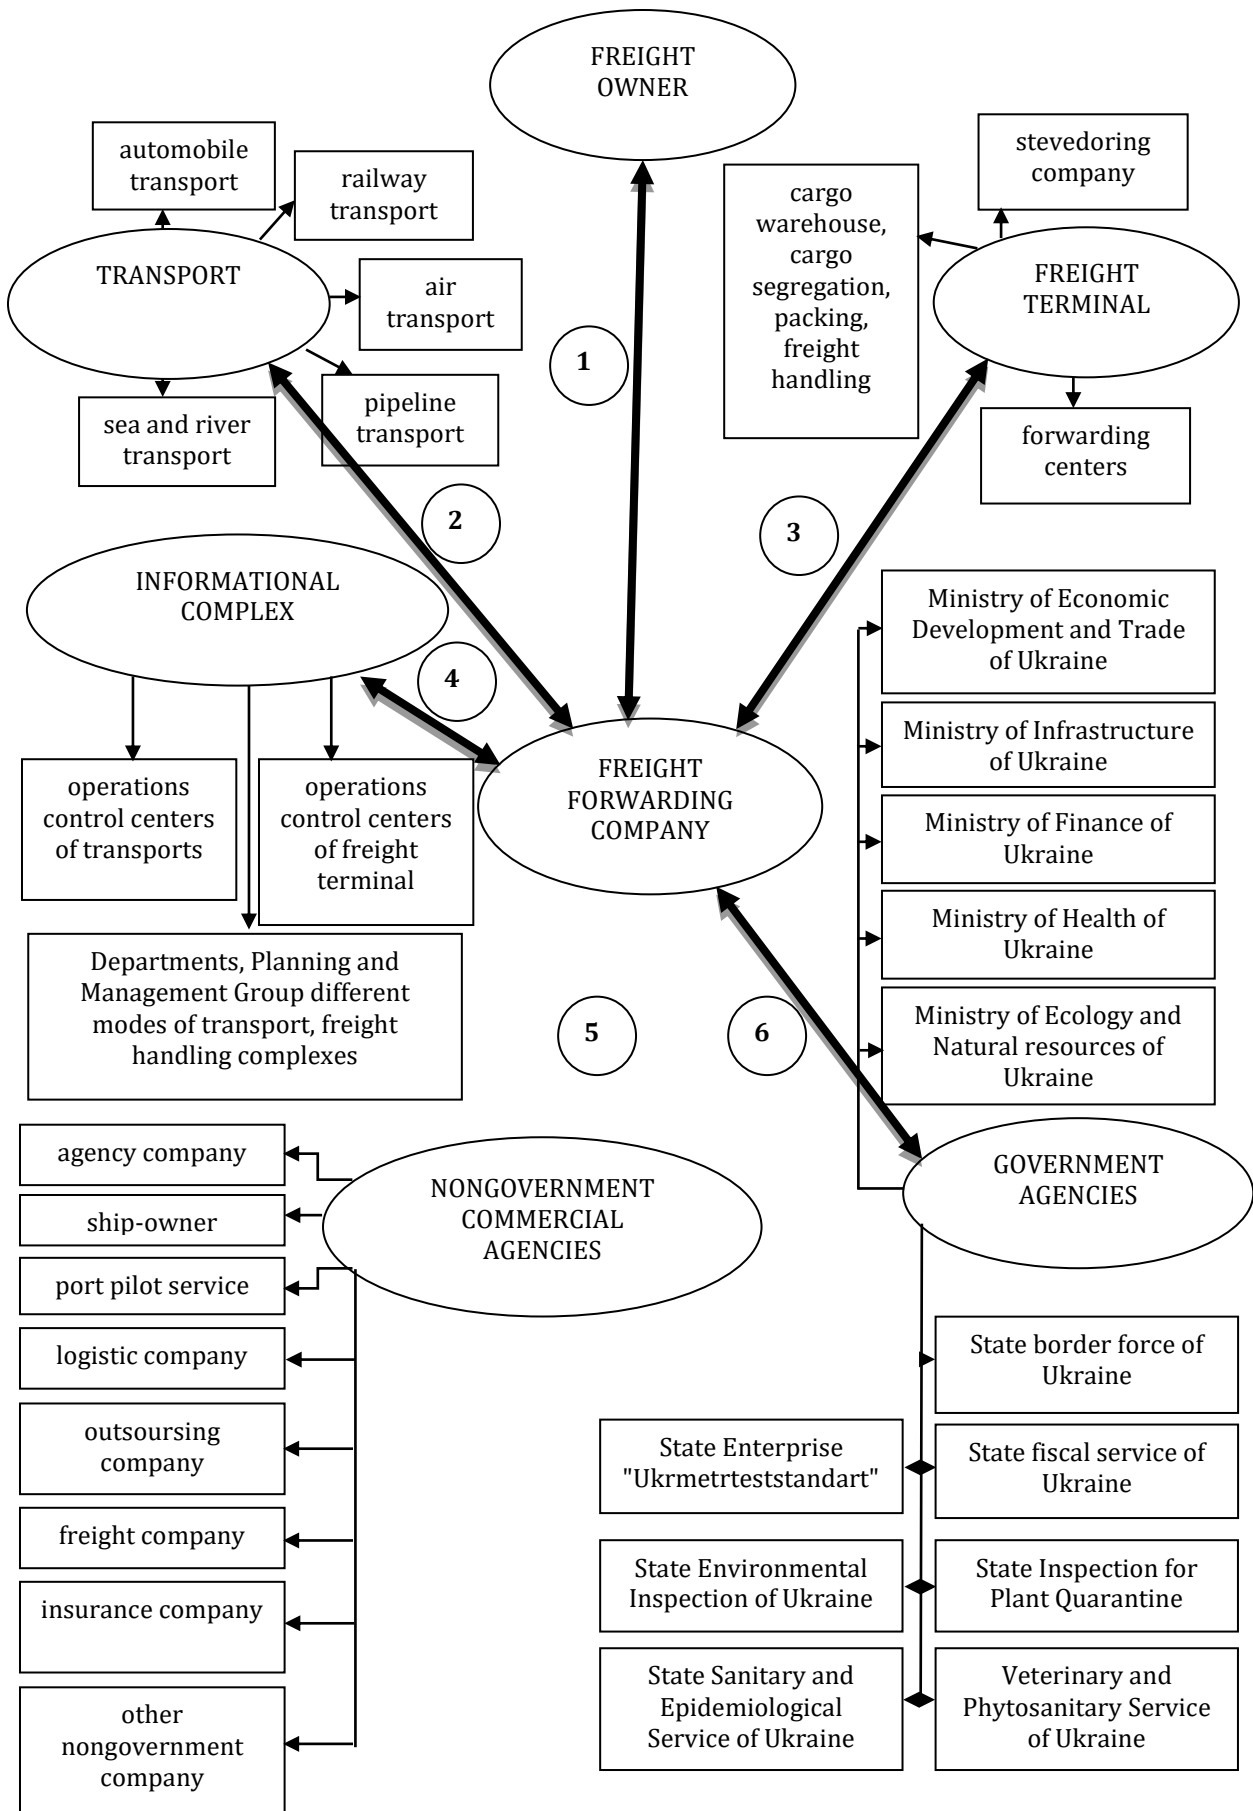 FREIGHT
OWNER
automobile
transport
railway
transport
TRANSPORT
air
transport
pipeline
transport
sea and river
transport
stevedoring
company
cargo
warehouse,
cargo
segregation,
packing,
freight
handling
FREIGHT
TERMINAL
forwarding
centers
1
2
3
INFORMATIONAL
COMPLEX
4
operations
control centers
of transports
operations
control centers
of freight
terminal
Departments, Planning and
Management Group different
modes of transport, freight
handling complexes
FREIGHT
FORWARDING
COMPANY
Ministry of Economic
Development and Trade
of Ukraine
Ministry of Infrastructure
of Ukraine
Ministry of Finance of
Ukraine
Ministry of Health of
Ukraine
Ministry of Ecology and
Natural resources of
Ukraine
5
6
agency company
ship-owner
port pilot service
logistic company
outsoursing
company
freight company
insurance company
other
nongovernment
company
NONGOVERNMENT
COMMERCIAL
AGENCIES
GOVERNMENT
AGENCIES
State border force of
Ukraine
State Enterprise
"Ukrmetrteststandart"
State fiscal service of
Ukraine
State Environmental
Inspection of Ukraine
State Inspection for
Plant Quarantine
State Sanitary and
Epidemiological
Service of Ukraine
Veterinary and
Phytosanitary Service
of Ukraine